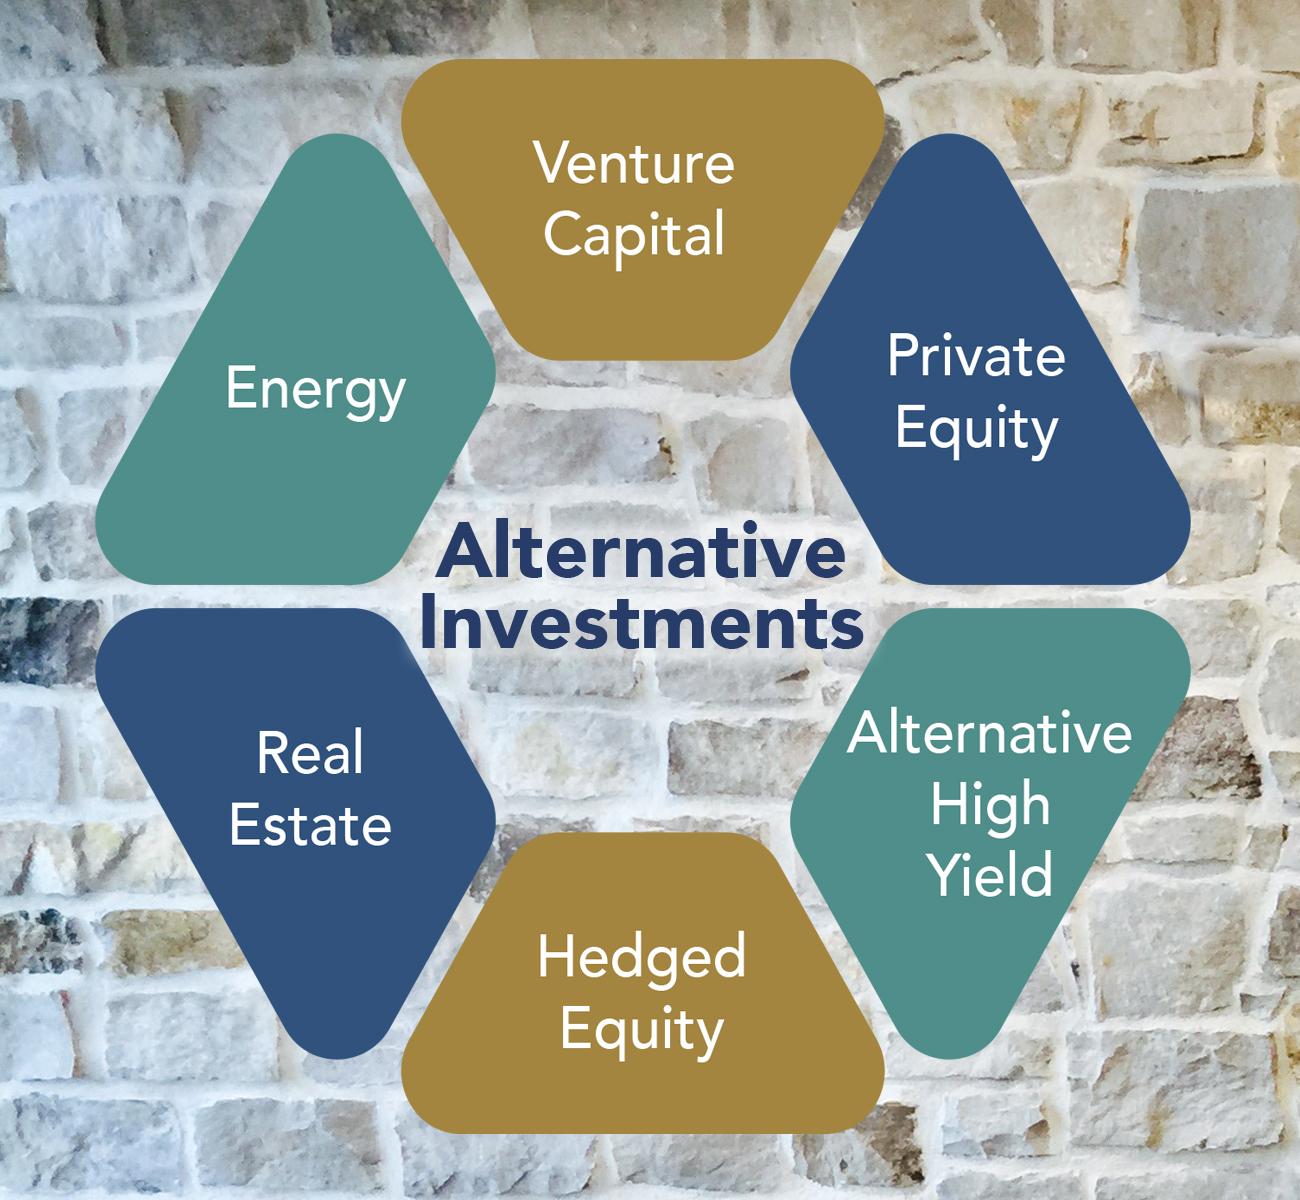 Venture
Capital
Private
Equity
Energy
Alternative
Investments
Alternative
High
Yield
Real
Estate
Hedged
Equity